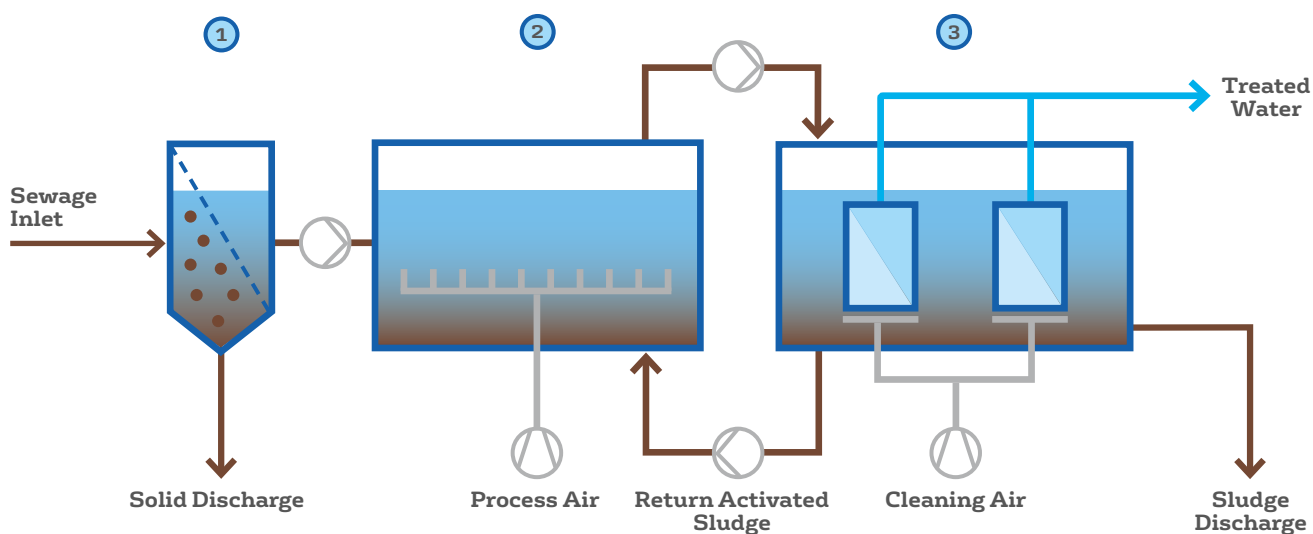 1
2
3
Treated
Water
Sewage
Inlet
Solid Discharge
Process Air
Return Activated
Sludge
Cleaning Air
Sludge
Discharge